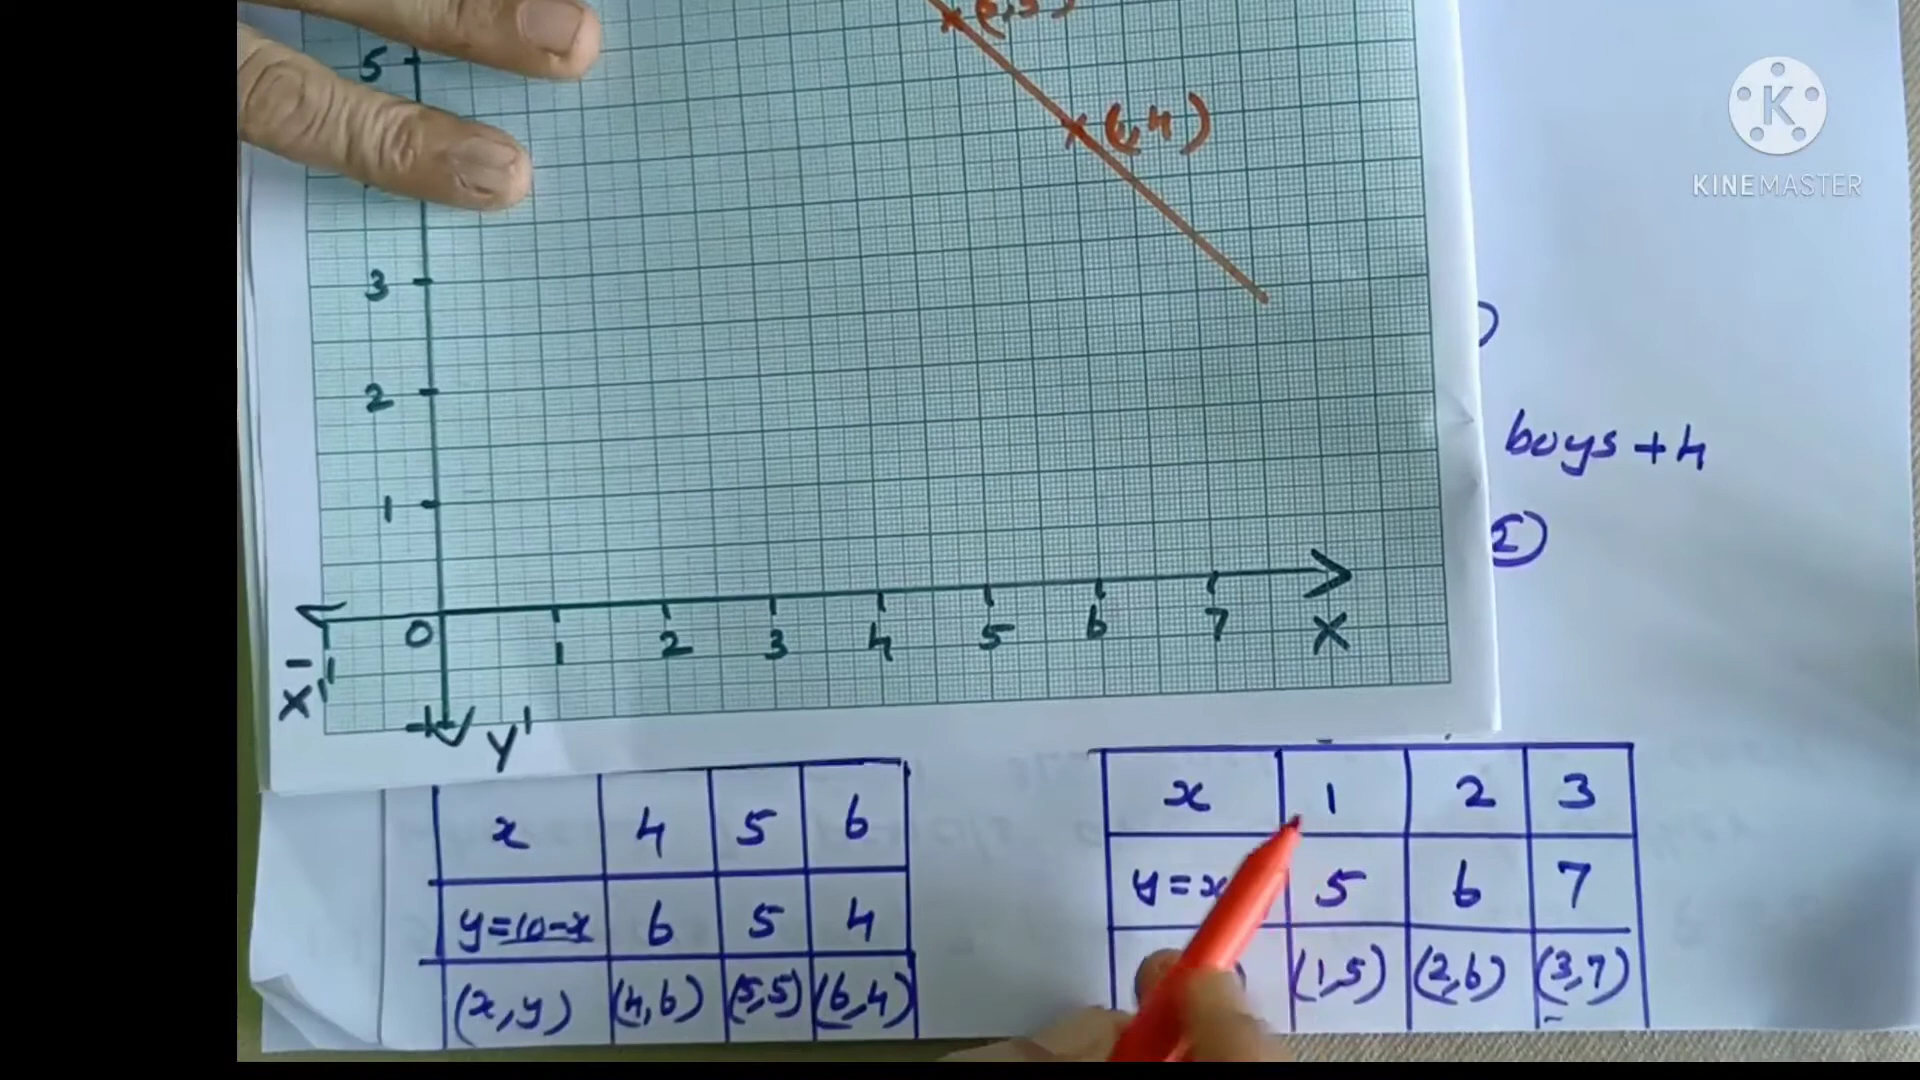 5
(6,4)
3
2
1
0 1 2 3 4 5 6 7 X
X'
Y'
K
KINEMASTER
boys + 4
②
x 4 5 6
y=10-x 6 5 4
(x,y) (4,6) (5,5) (6,4)
x 1 2 3
y=x 5 6 7
(1,5) (2,6) (3,7)